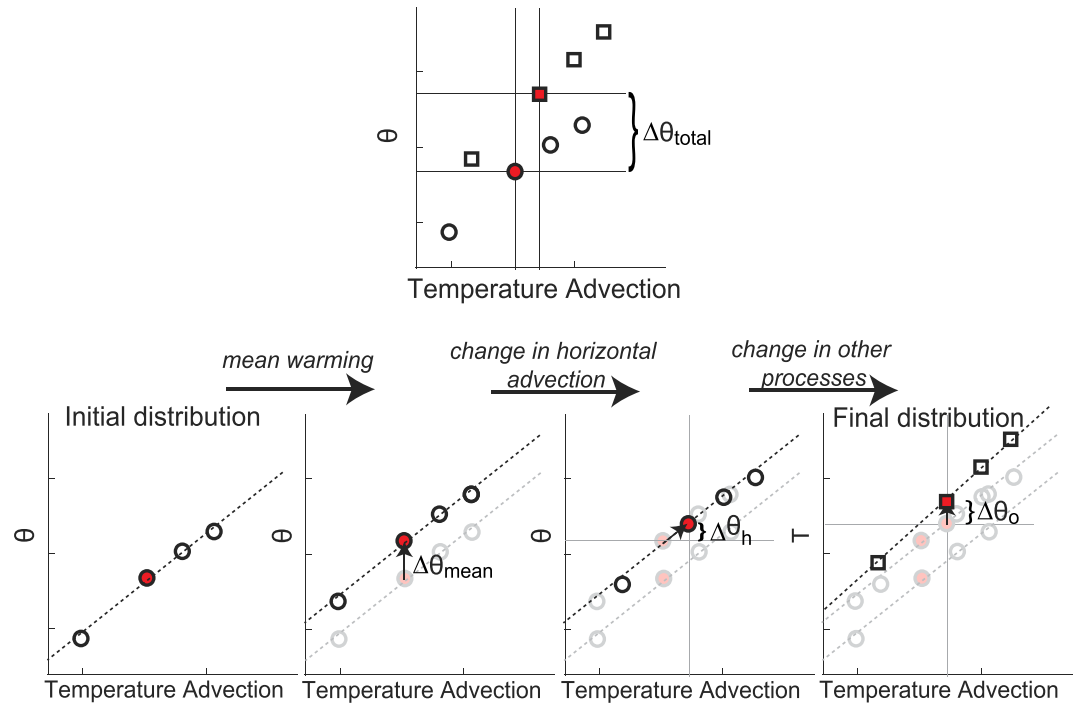 θ
Δθtotal
Temperature Advection
mean warming
change in horizontal
advection
change in other
processes
Initial distribution
Final distribution
θ
θ
Δθmean
θ
Δθh
T
Δθo
Temperature Advection
Temperature Advection
Temperature Advection
Temperature Advection